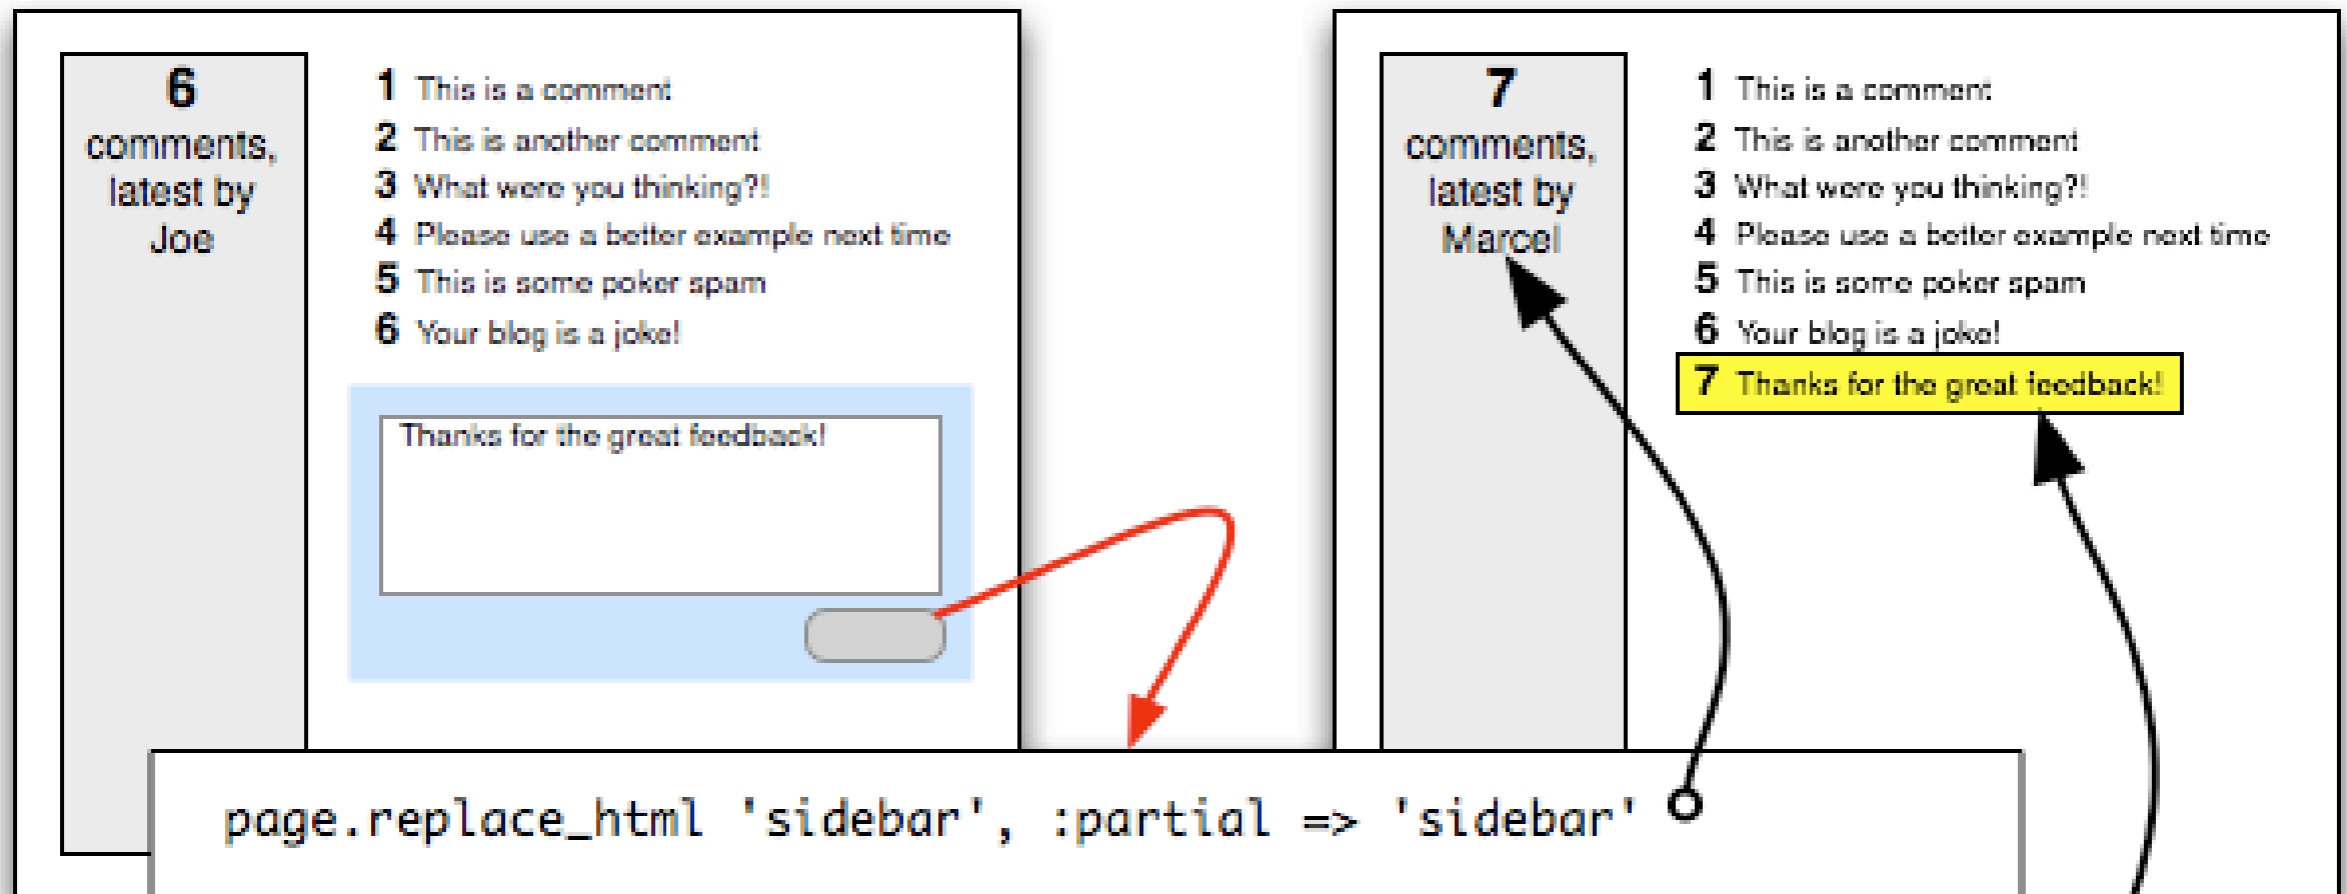 6
comments,
latest by
Joe
1 This is a comment
2 This is another comment
3 What were you thinking?!
4 Please use a better example next time
5 This is some poker spam
6 Your blog is a joke!
Thanks for the great feedback!
7
comments,
latest by
Marcel
1 This is a comment
2 This is another comment
3 What were you thinking?!
4 Please use a better example next time
5 This is some poker spam
6 Your blog is a joke!
7 Thanks for the great feedback!
page.replace_html 'sidebar', :partial => 'sidebar'